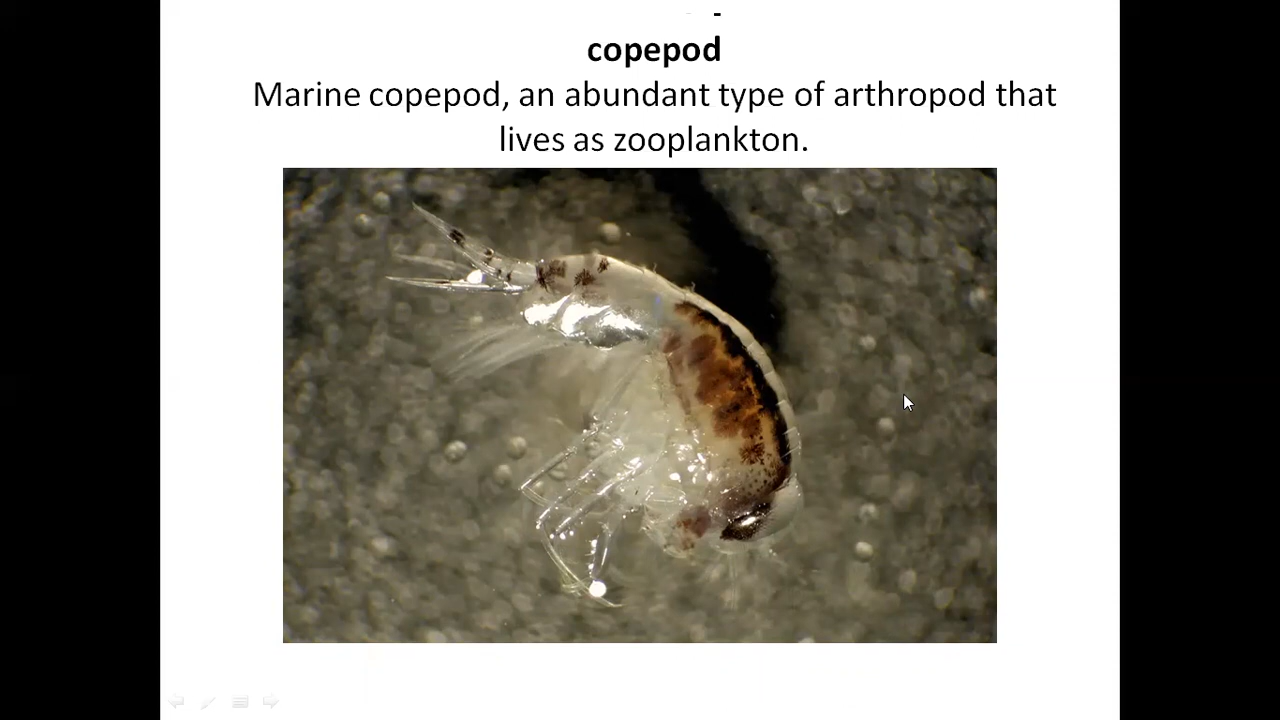 copepod
Marine copepod, an abundant type of arthropod that
lives as zooplankton.